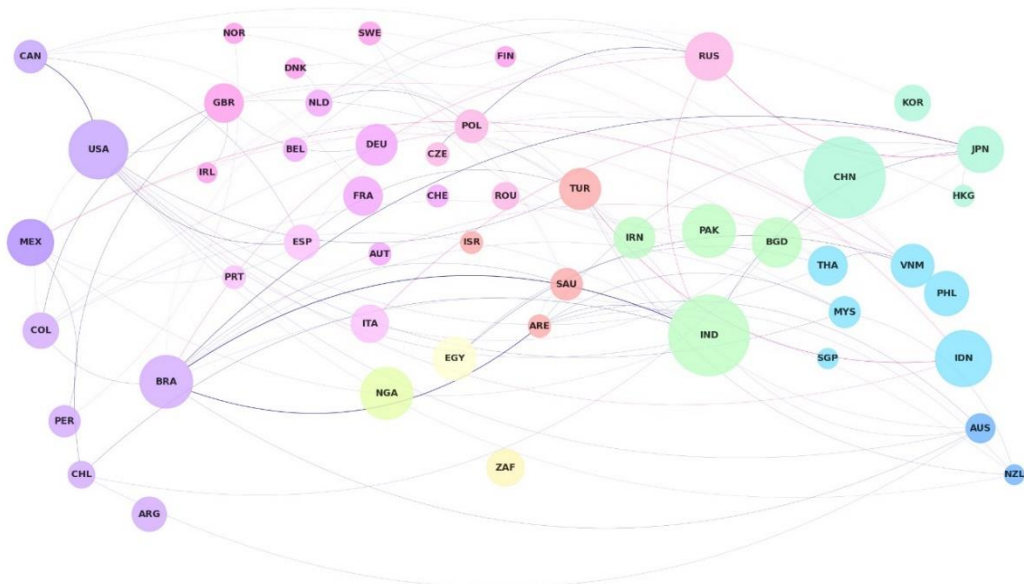 NOR
SWE
CAN
FIN
RUS
DNK
GBR
NLD
KOR
POL
USA
BEL
DEU
CZE
JPN
IRL
CHN
FRA
CHE
ROU
TUR
HKG
MEX
ESP
ISR
IRN
PAK
BGD
AUT
THA
VNM
PRT
SAU
PHL
COL
ITA
ARE
MYS
IND
EGY
SGP
IDN
BRA
NGA
PER
AUS
CHL
ZAF
NZL
ARG